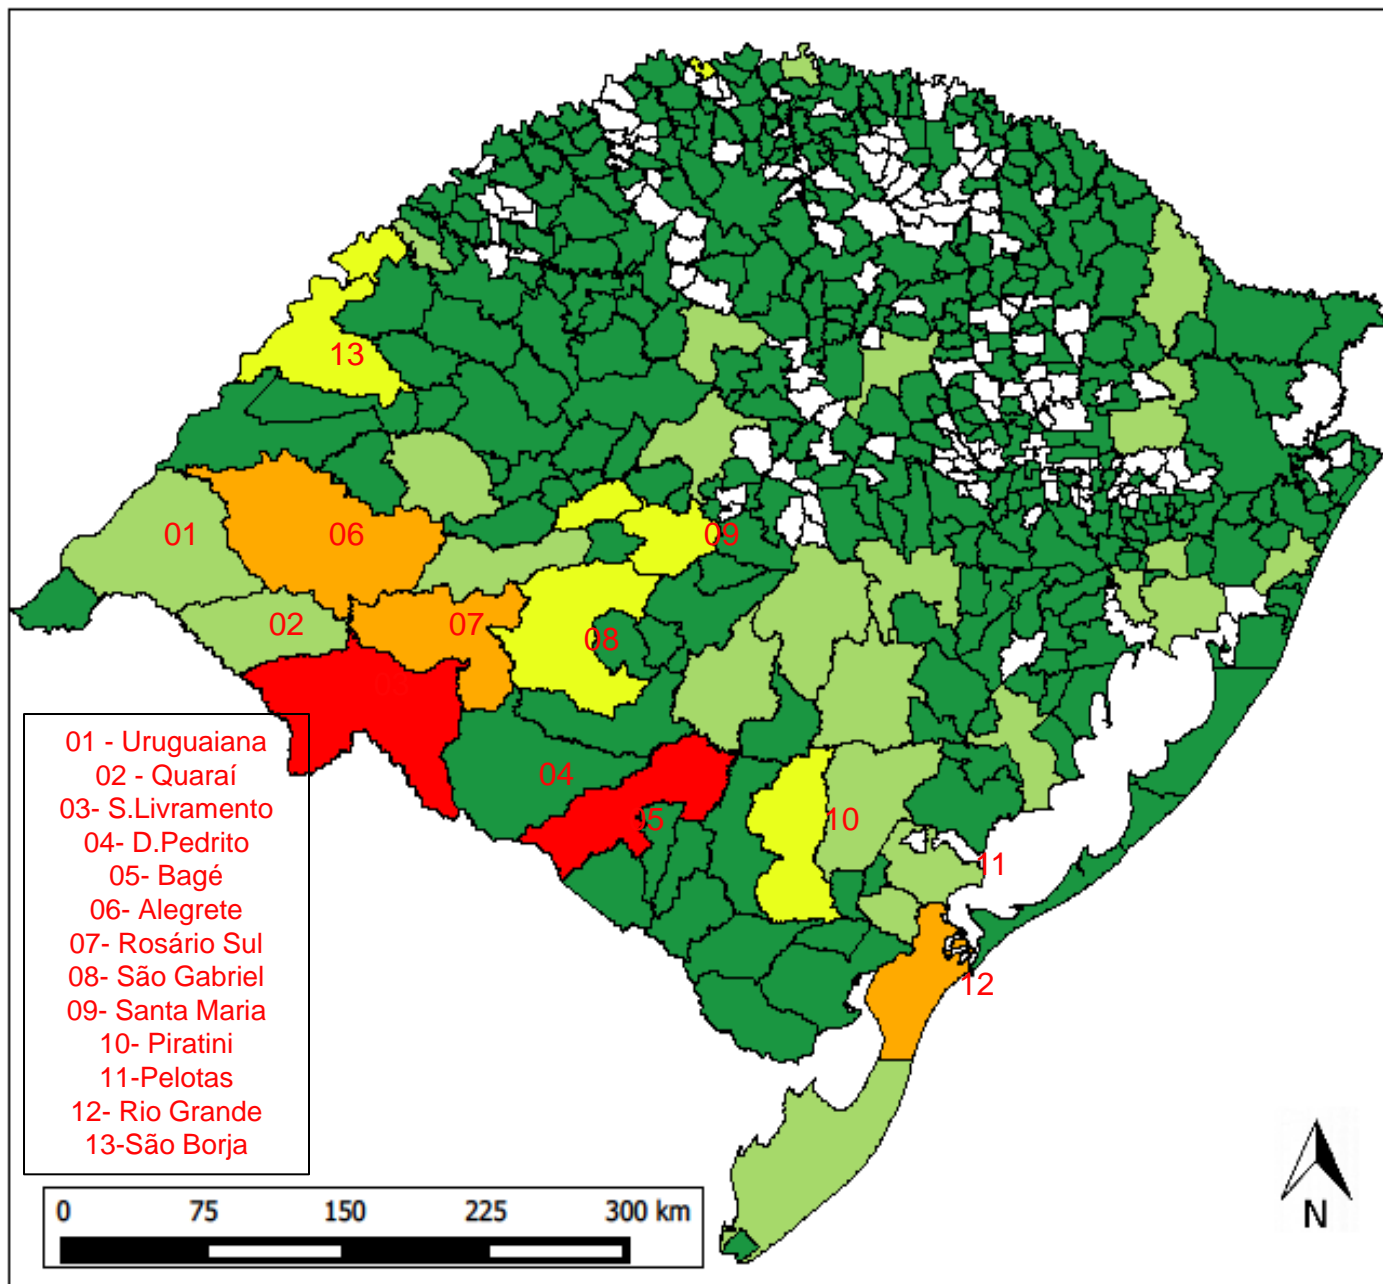 13
01
06
09
02
07
08
03
04
05
10
11
12
01 - Uruguaiana
02 - Quaraí
03- S.Livramento
04- D.Pedrito
05- Bagé
06- Alegrete
07- Rosário Sul
08- São Gabriel
09- Santa Maria
10- Piratini
11-Pelotas
12- Rio Grande
13-São Borja
0 75 150 225 300 km
N